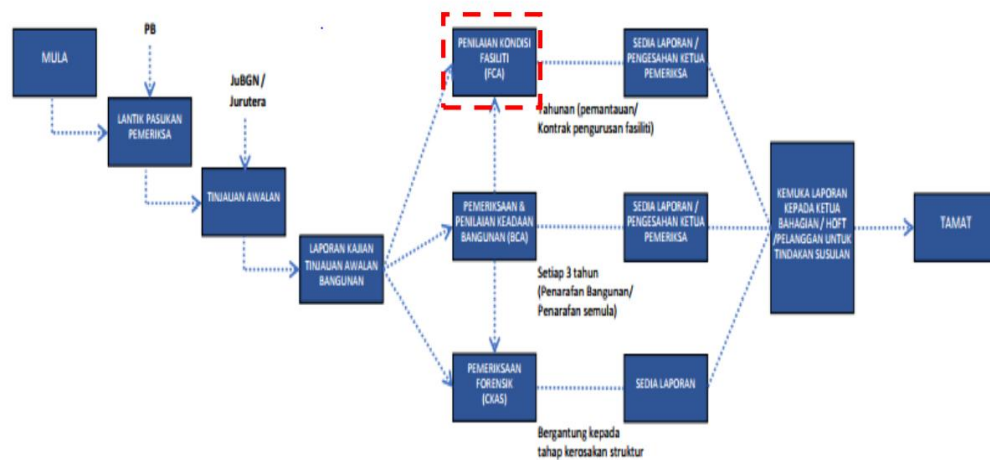 MULA
PB
LANTIK PASUKAN
PEMERIKSA
JuBGN /
Jurutera
TINJAUAN AWALAN
LAPORAN KAJIAN
TINJAUAN AWALAN
BANGUNAN
PENILAIAN KONDISI
FASILITI
(FCA)
Tahunan (pemantauan/
Kontrak pengurusan fasiliti)
SEDIA LAPORAN /
PENGESAHAN KETUA
PEMERIKSA
PEMERIKSAAN &
PENILAIAN KEADAAN
BANGUNAN (BCA)
Setiap 3 tahun
(Penarafan Bangunan/
Penarafan semula)
SEDIA LAPORAN /
PENGESAHAN KETUA
PEMERIKSA
PEMERIKSAAN
FORENSIK
(CKAS)
Bergantung kepada
tahap kerosakan struktur
SEDIA LAPORAN
KEMUKA LAPORAN
KEPADA KETUA
BAHAGIAN / HOFT
/PELANGGAN UNTUK
TINDAKAN SUSULAN
TAMAT